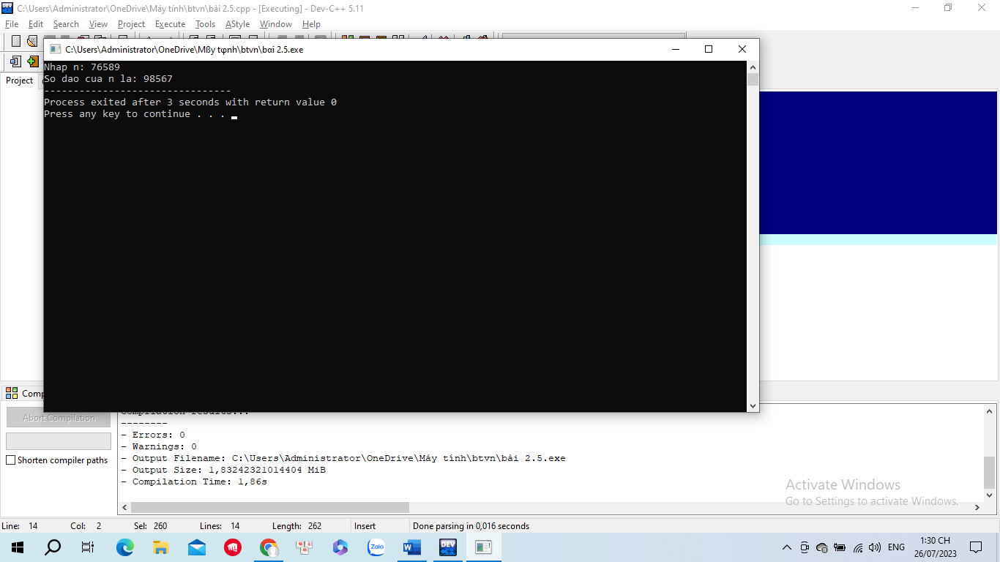 C:\Users\Administrator\OneDrive\Máy tính\btvn\bài 2.5.cpp - [Executing] - Dev-C++ 5.11
File Edit Search View Project Execute Tools AStyle Window Help
C:\Users\Administrator\OneDrive\Mßy tφnh\btvn\bαi 2.5.exe
Nhap n: 76589
So dao cua n la: 98567
--------------------------------
Process exited after 3 seconds with return value 0
Press any key to continue . . .
Project
Comp
Abort Compilation
Shorten compiler paths
Compilation results...
--------
- Errors: 0
- Warnings: 0
- Output Filename: C:\Users\Administrator\OneDrive\Máy tính\btvn\bài 2.5.exe
- Output Size: 1,83242321014404 MiB
- Compilation Time: 1,86s
Activate Windows
Go to Settings to activate Windows.
Line: 14 Col: 2 Sel: 260 Lines: 14 Length: 262 Insert Done parsing in 0,016 seconds
Zalo
DEV
C++
ENG
1:30 CH
26/07/2023